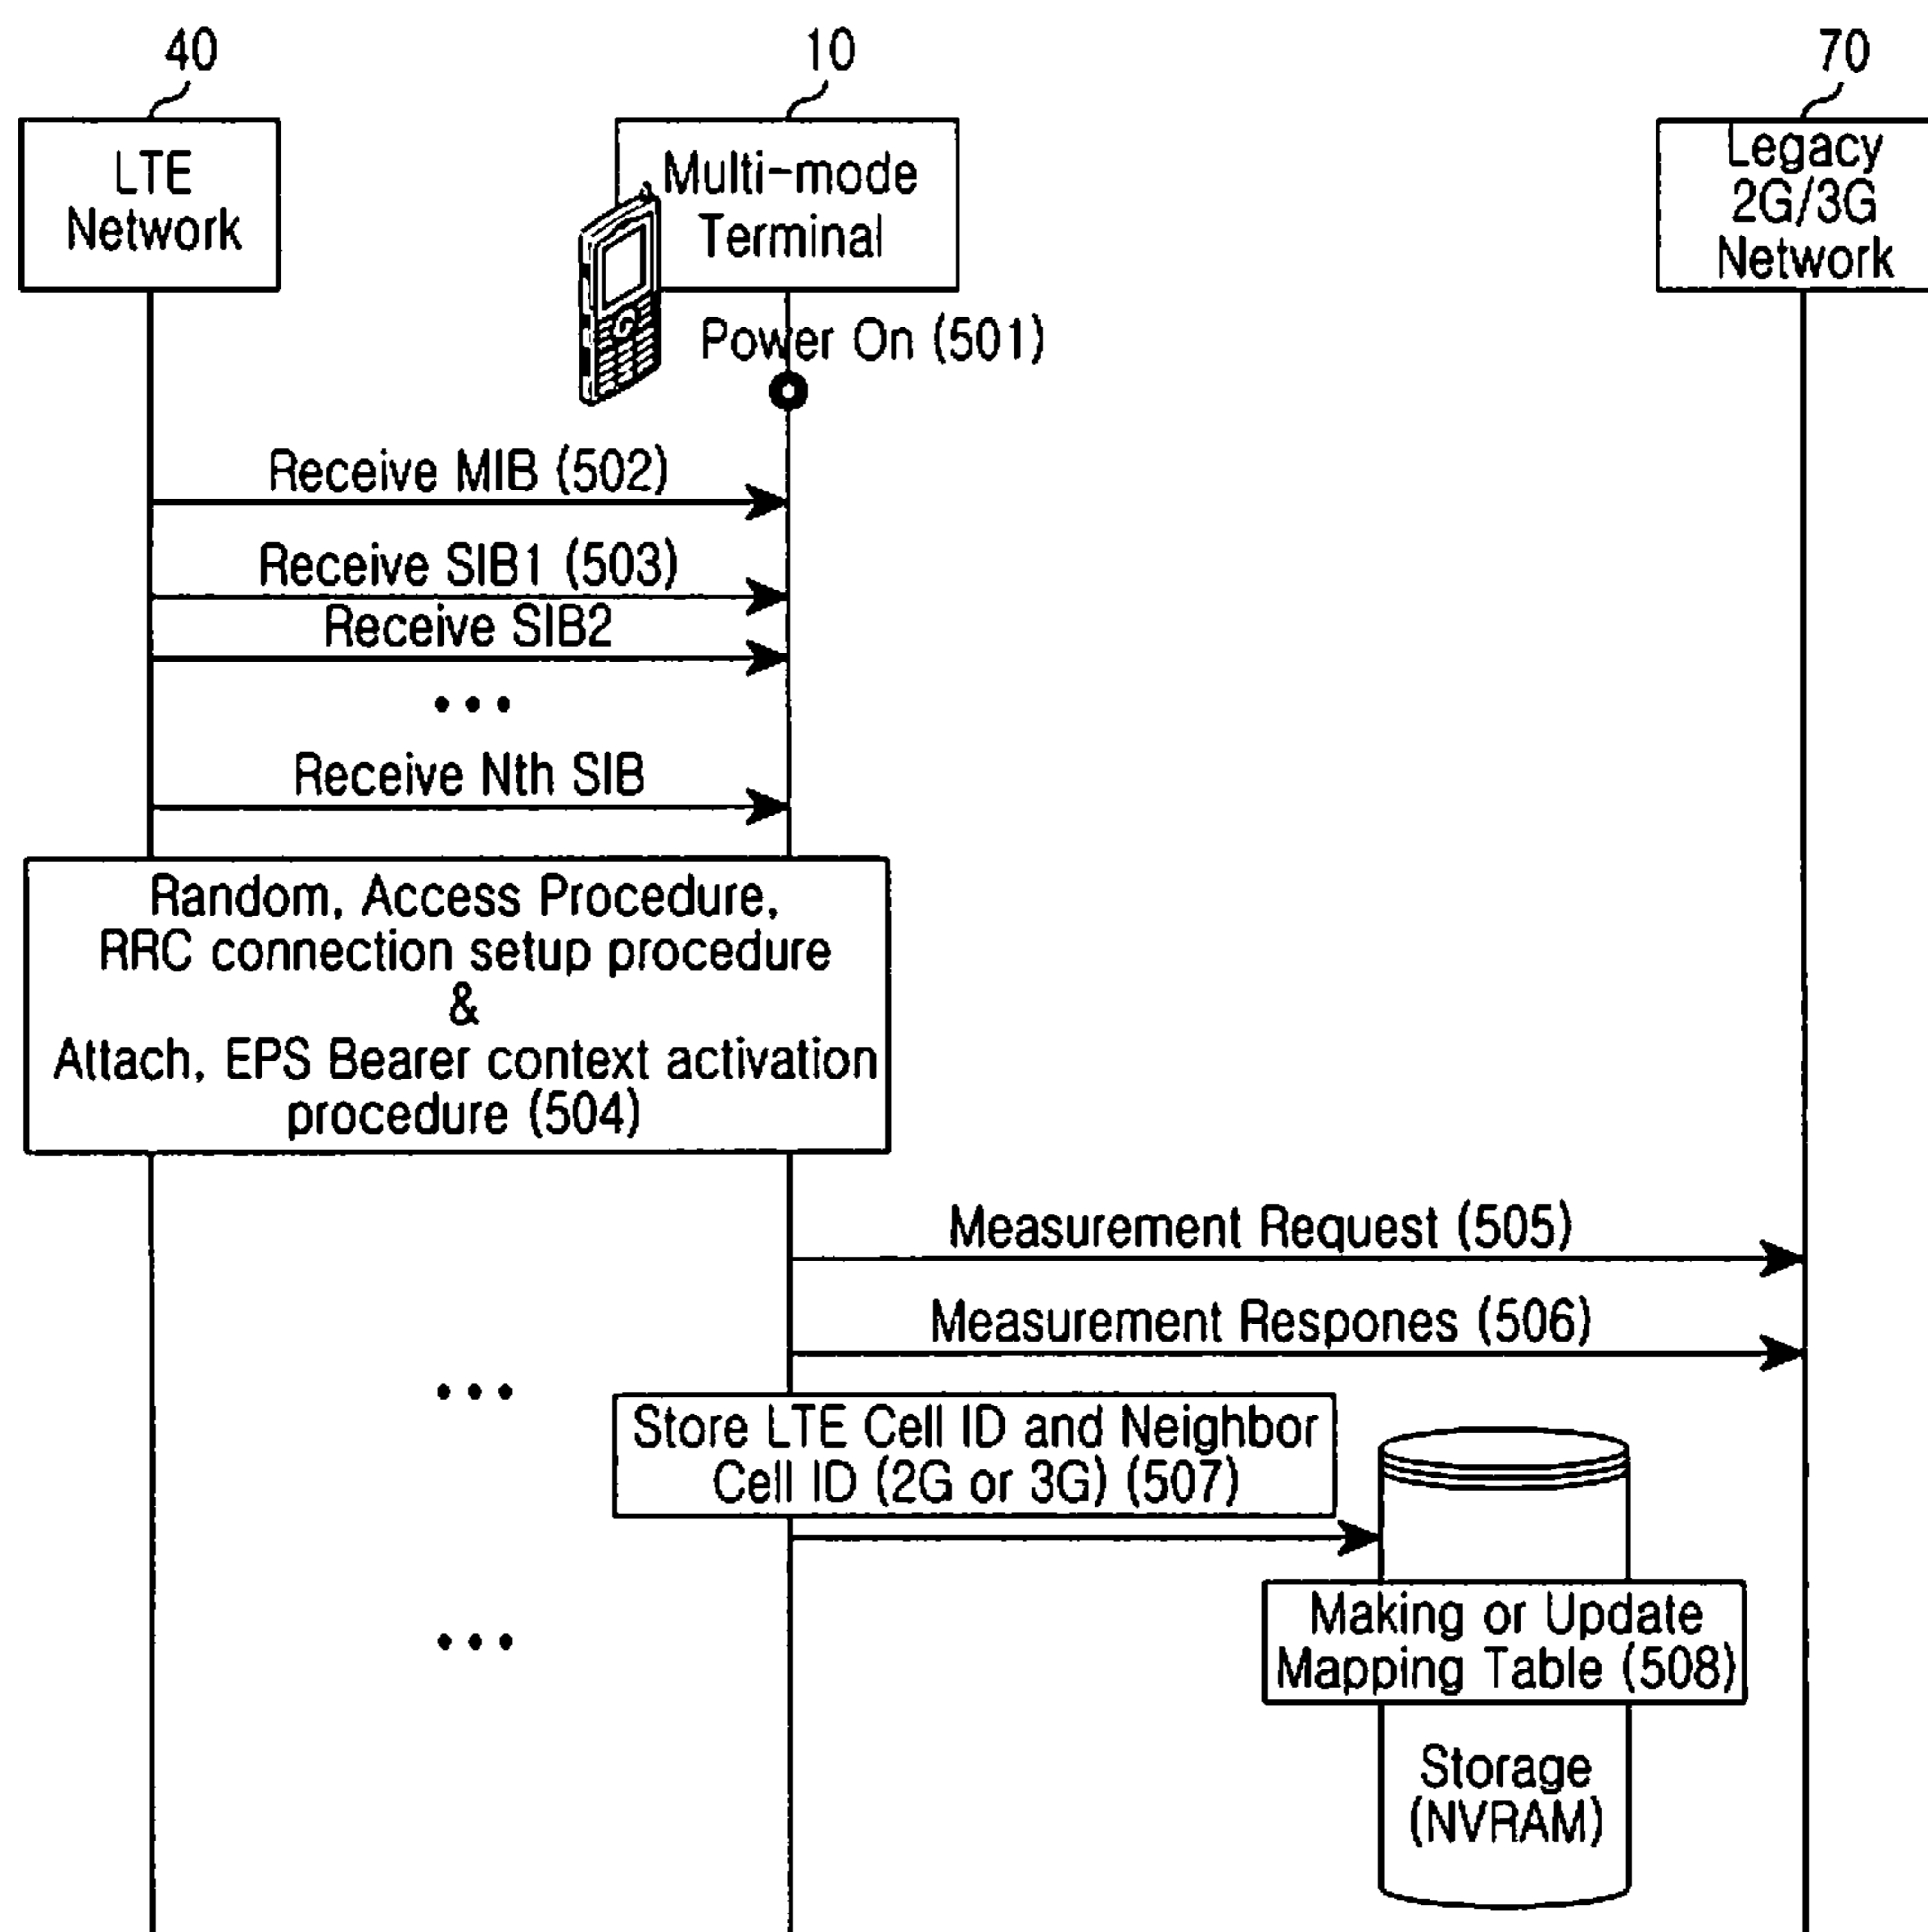 40
10
70
LTE
Network
Multi-mode
Terminal
Legacy
2G/3G
Network
Power On (501)
Receive MIB (502)
Receive SIB1 (503)
Receive SIB2
...
Receive Nth SIB
Random, Access Procedure,
RRC connection setup procedure
&
Attach, EPS Bearer context activation
procedure (504)
Measurement Request (505)
Measurement Respones (506)
...
Store LTE Cell ID and Neighbor
Cell ID (2G or 3G) (507)
...
Making or Update
Mapping Table (508)
Storage
(NVRAM)